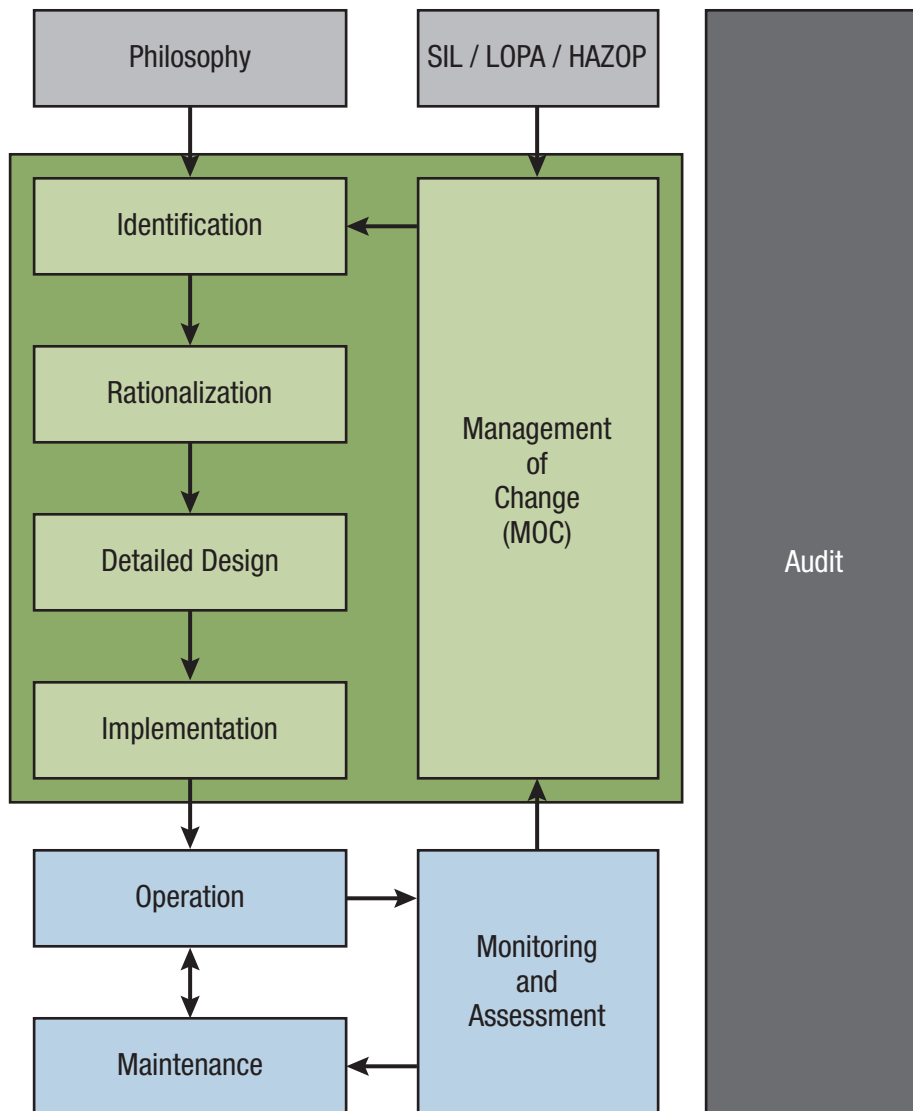 Philosophy
SIL / LOPA / HAZOP
Identification
Rationalization
Detailed Design
Implementation
Management
of
Change
(MOC)
Audit
Operation
Maintenance
Monitoring
and
Assessment